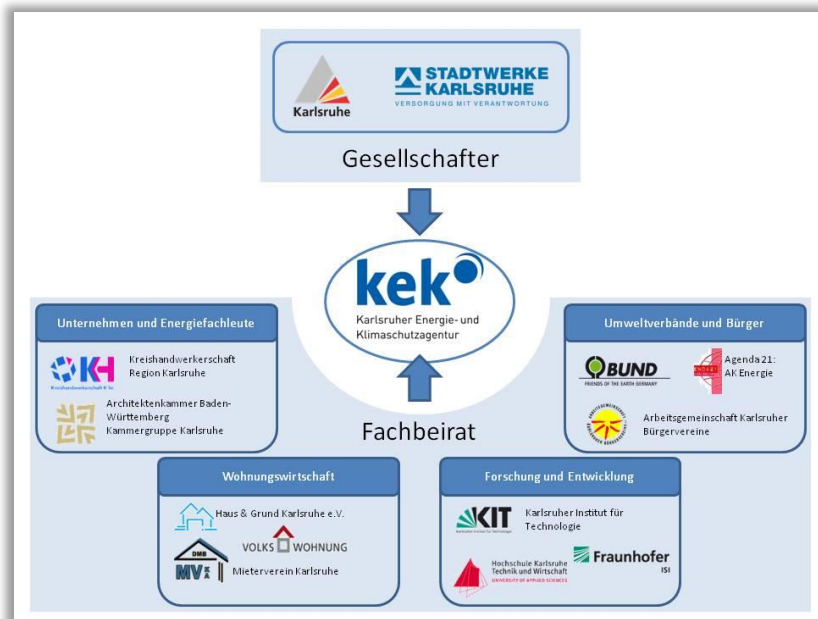 Karlsruhe
STADTWERKE
KARLSRUHE
VERSORGUNG MIT VERANTWORTUNG
Gesellschafter
kek
Karlsruher Energie- und
Klimaschutzagentur
Fachbeirat
Unternehmen und Energiefachleute
KH
Kreishandwerkerschaft
Region Karlsruhe
Architektenkammer Baden-
Württemberg
Kammergruppe Karlsruhe
Wohnungswirtschaft
Haus & Grund Karlsruhe e.V.
VOLKS WOHNUNG
DMB
MV KA
Mieterverein Karlsruhe
Forschung und Entwicklung
KIT
Karlsruher Institut für
Technologie
Hochschule Karlsruhe
Technik und Wirtschaft
UNIVERSITY OF APPLIED SCIENCES
Fraunhofer
ISI
Umweltverbände und Bürger
BUND
FRIENDS OF THE EARTH GERMANY
Agenda 21:
AK Energie
Arbeitsgemeinschaft Karlsruher
Bürgervereine